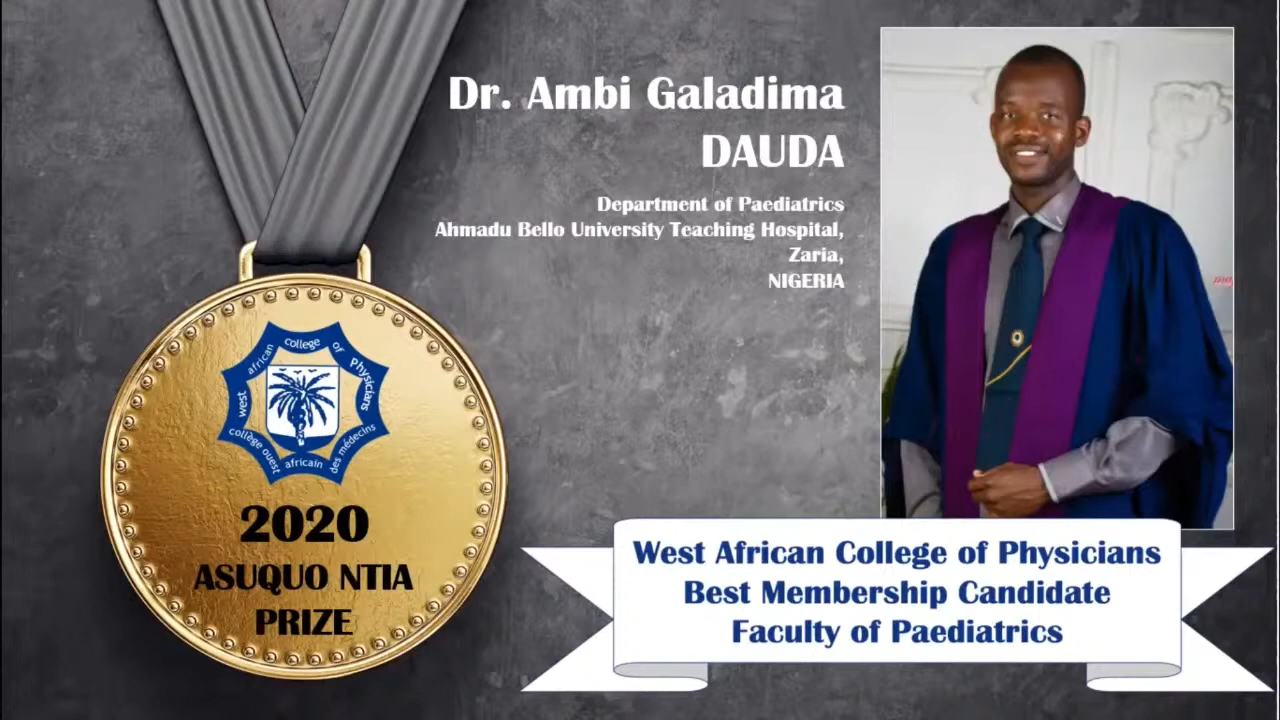 Dr. Ambi Galadima
DAUDA
Department of Paediatrics
Ahmadu Bello University Teaching Hospital,
Zaria,
NIGERIA
west african college of Physicians
collège ouest africain des médecins
2020
ASUQUO NTIA
PRIZE
West African College of Physicians
Best Membership Candidate
Faculty of Paediatrics